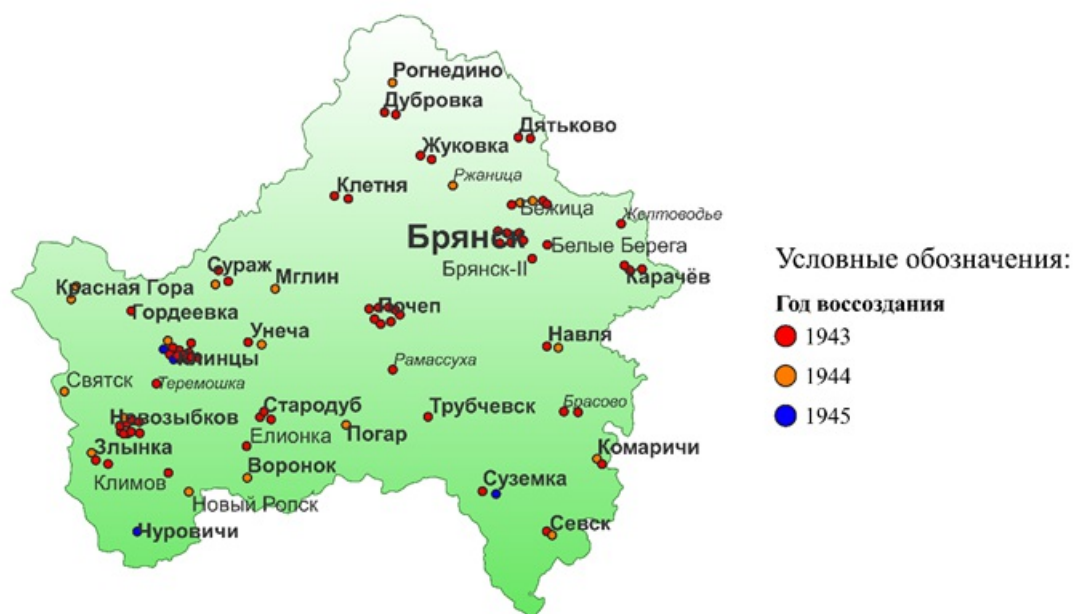 Рогнедино
Дубровка
Дятьково
Жуковка
Ржаница
Клетня
Бежица
Желтоводье
Брянск
Белые Берега
Брянск-II
Сураж
Мглин
Карачёв
Красная Гора
Гордеевка
Почеп
Унеча
Навля
Клинцы
Рамассуха
Святск
Теремошка
Новозыбков
Стародуб
Трубчевск
Брасово
Погар
Елионка
Злынка
Комаричи
Климов
Воронок
Суземка
Новый Ропск
Чуровичи
Севск
Условные обозначения:
Год воссоздания
1943
1944
1945